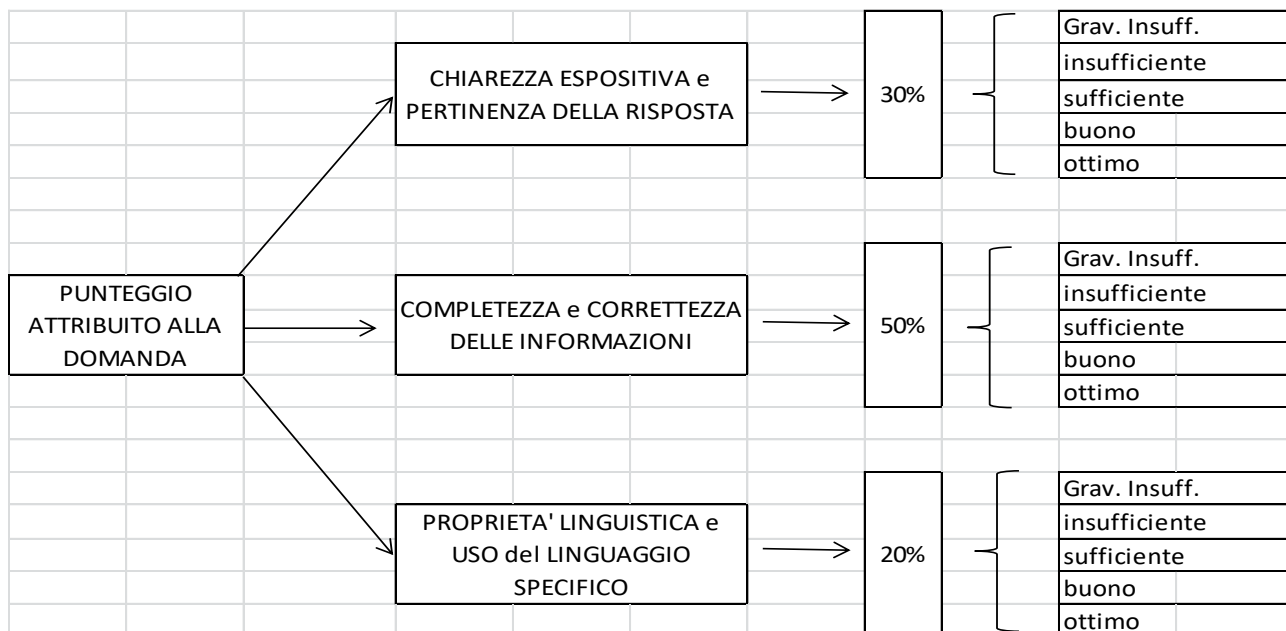 PUNTEGGIO
ATTRIBUITO ALLA
DOMANDA
CHIAREZZA ESPOSITIVA e
PERTINENZA DELLA RISPOSTA
30%
Grav. Insuff.
insufficiente
sufficiente
buono
ottimo
COMPLETEZZA e CORRETTEZZA
DELLE INFORMAZIONI
50%
Grav. Insuff.
insufficiente
sufficiente
buono
ottimo
PROPRIETA' LINGUISTICA e
USO del LINGUAGGIO
SPECIFICO
20%
Grav. Insuff.
insufficiente
sufficiente
buono
ottimo